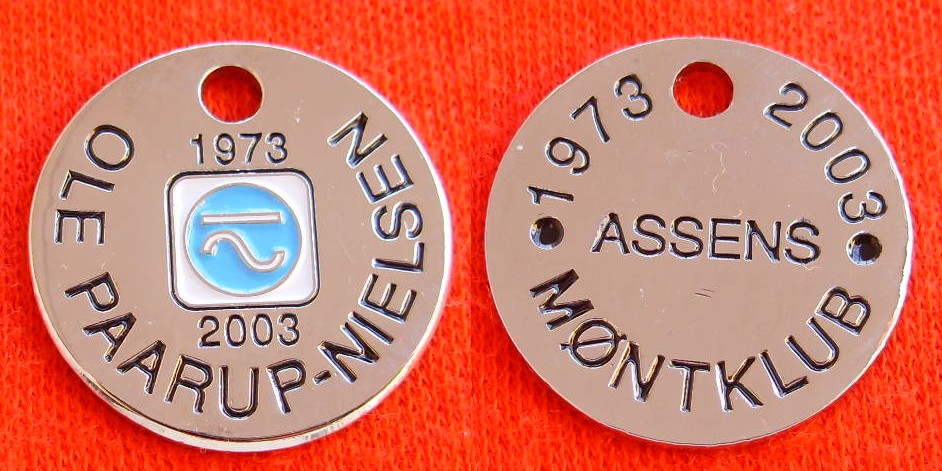 OLE PAARUP-NIELSEN
1973
2003
1973 2003
ASSENS
MØNTKLUB